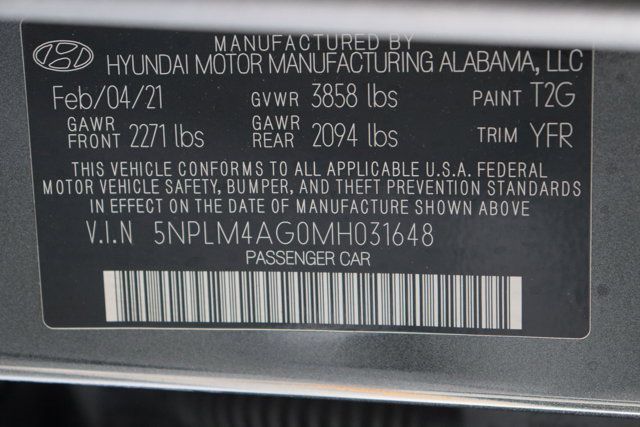 MANUFACTURED BY
HYUNDAI MOTOR MANUFACTURING ALABAMA, LLC
Feb/04/21 GVWR 3858 lbs PAINT T2G
GAWR FRONT 2271 lbs GAWR REAR 2094 lbs TRIM YFR
THIS VEHICLE CONFORMS TO ALL APPLICABLE U.S.A. FEDERAL
MOTOR VEHICLE SAFETY, BUMPER, AND THEFT PREVENTION STANDARDS
IN EFFECT ON THE DATE OF MANUFACTURE SHOWN ABOVE.
V.I.N 5NPLM4AG0MH031648
PASSENGER CAR